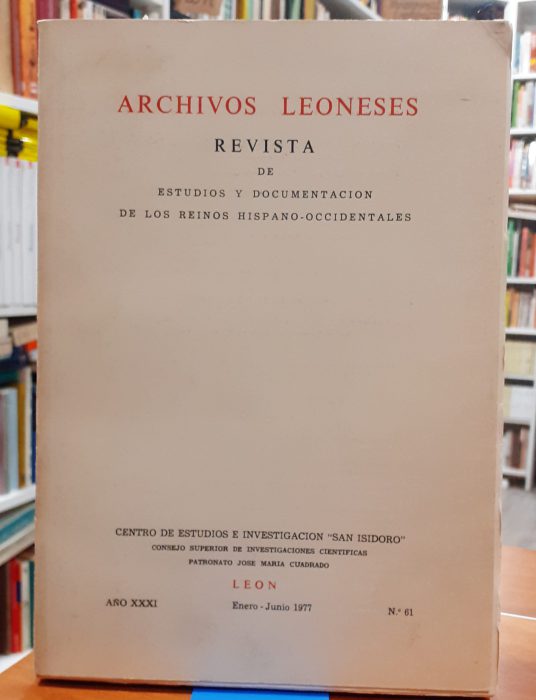 ARCHIVOS LEONESES
REVISTA
DE
ESTUDIOS Y DOCUMENTACION
DE LOS REINOS HISPANO-OCCIDENTALES
CENTRO DE ESTUDIOS E INVESTIGACION "SAN ISIDORO"
CONSEJO SUPERIOR DE INVESTIGACIONES CIENTIFICAS
PATRONATO JOSE MARIA CUADRADO
LEON
AÑO XXXI Enero - Junio 1977 N.º 61